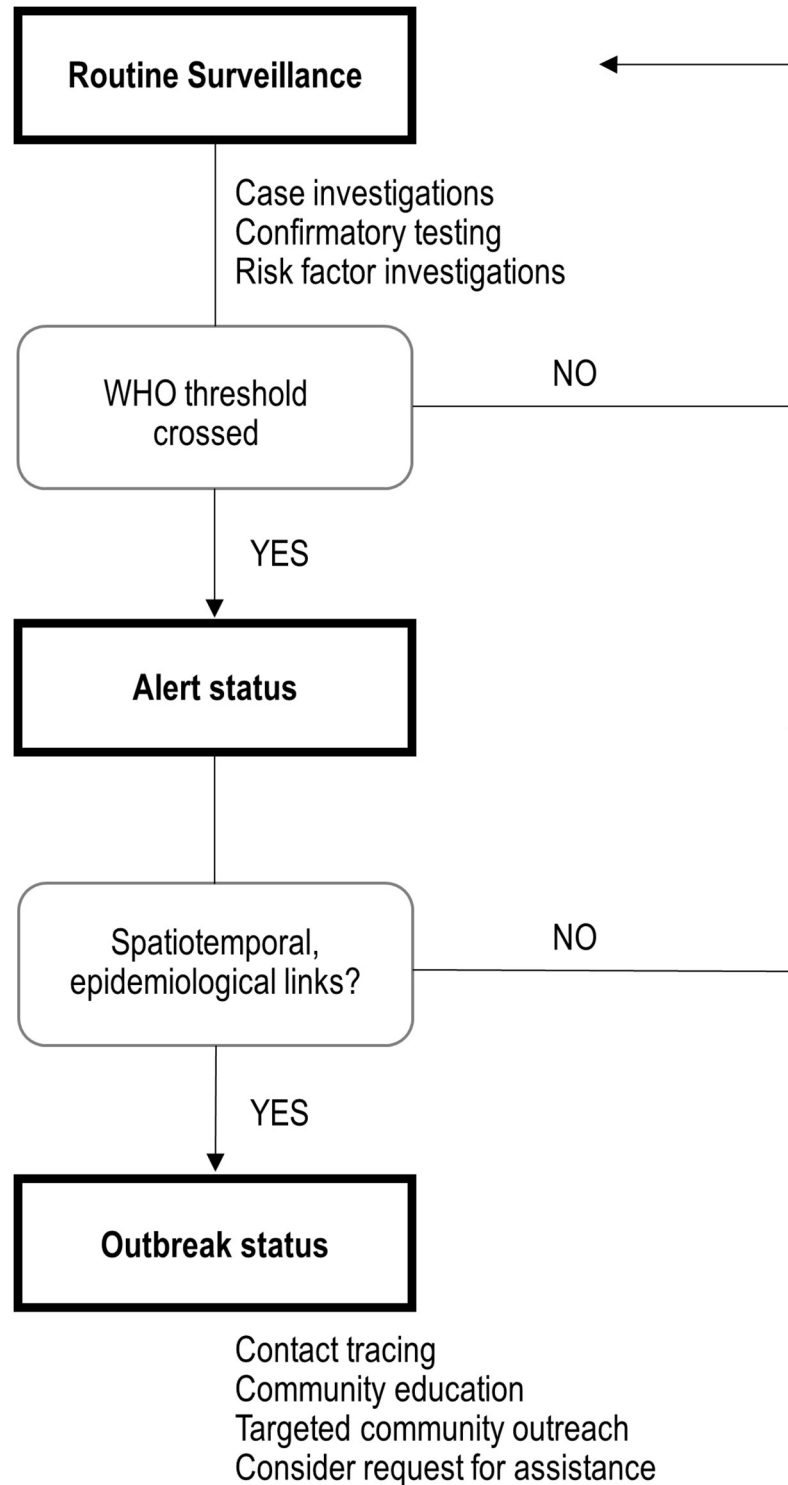 Routine Surveillance
Case investigations
Confirmatory testing
Risk factor investigations
WHO threshold
crossed
NO
YES
Alert status
Spatiotemporal,
epidemiological links?
NO
YES
Outbreak status
Contact tracing
Community education
Targeted community outreach
Consider request for assistance